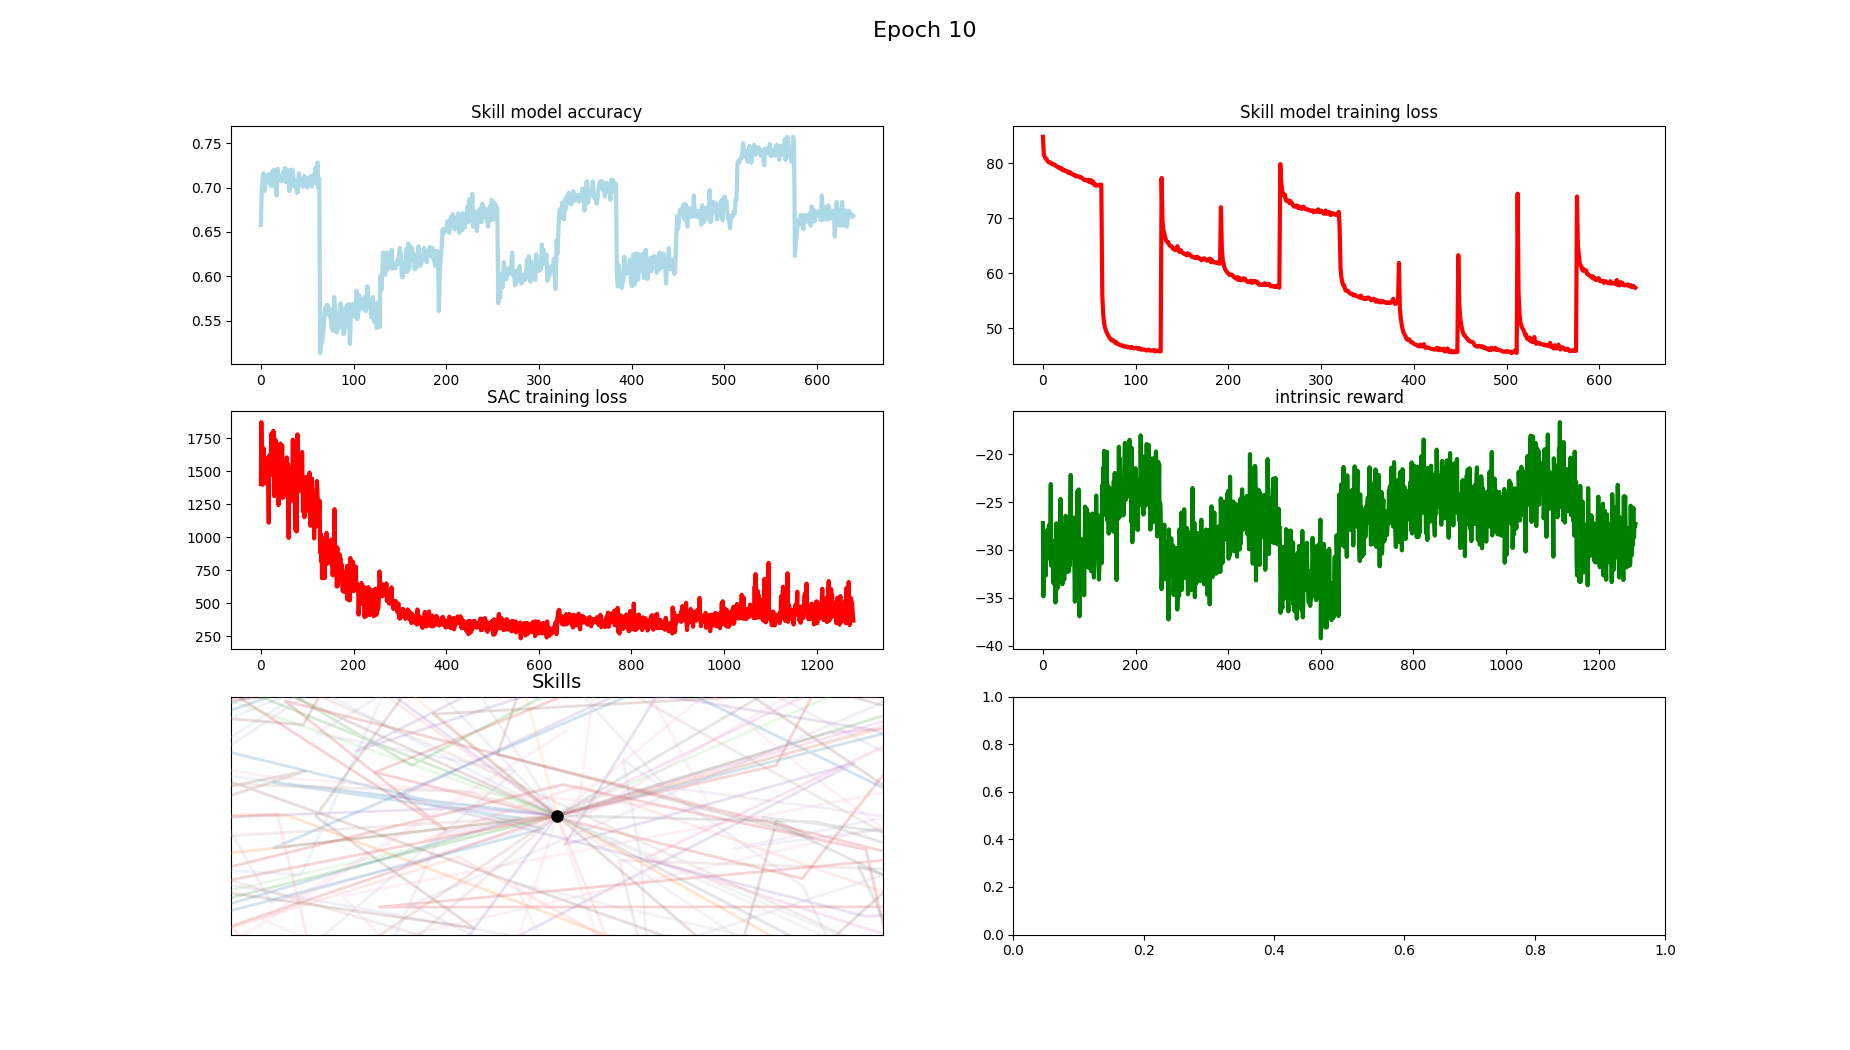 Epoch 10
Skill model accuracy
0.75
0.70
0.65
0.60
0.55
0 100 200 300 400 500 600
Skill model training loss
80
70
60
50
0 100 200 300 400 500 600
SAC training loss
1750
1500
1250
1000
750
500
250
0 200 400 600 800 1000 1200
intrinsic reward
−20
−25
−30
−35
−40
0 200 400 600 800 1000 1200
Skills
1.0
0.8
0.6
0.4
0.2
0.0
0.0 0.2 0.4 0.6 0.8 1.0